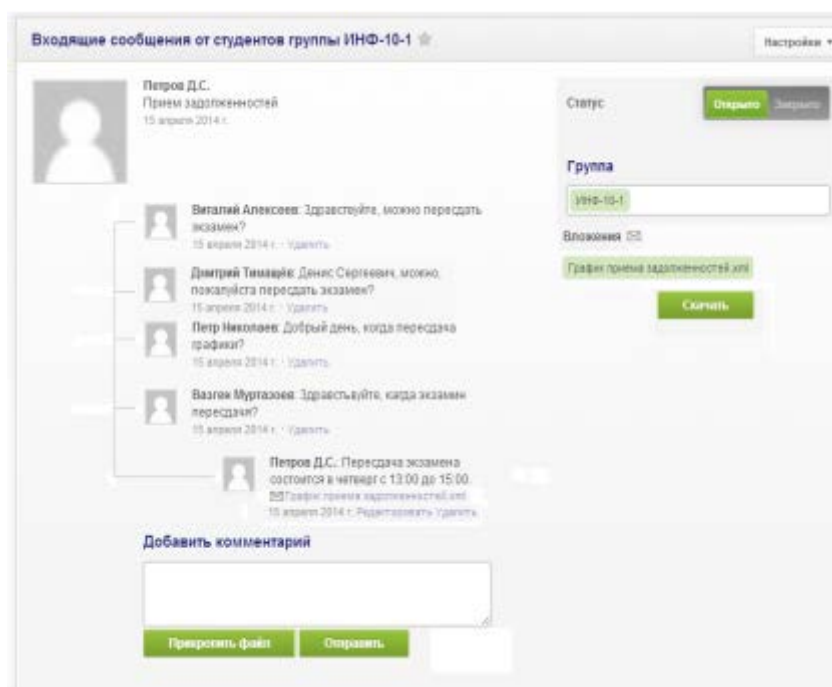 Входящие сообщения от студентов группы ИНФ-10-1
Настройки
Петров Д.С.
Прием задолженностей
15 апреля 2014 г.
Виталий Алексеев: Здравствуйте, можно пересдать
экзамен?
15 апреля 2014 г. · Удалить
Дмитрий Тимащёв: Денис Сергеевич, можно,
пожалуйста пересдать экзамен?
15 апреля 2014 г. · Удалить
Петр Николаев: Добрый день, когда пересдача
графики?
15 апреля 2014 г. · Удалить
Вазген Муртазоев: Здравстьвуйте, кагда экзамен
пересдачи?
15 апреля 2014 г. · Удалить
Петров Д.С.: Пересдача экзамена
состоится в четверг с 13:00 до 15:00.
График приема задолженностей.xml
15 апреля 2014 г. Редактировать Удалить
Добавить комментарий
Прикрепить файл
Отправить
Статус
Открыто Закрыто
Группа
ИНФ-10-1
Вложения
График приема задолженностей.xml
Скачать